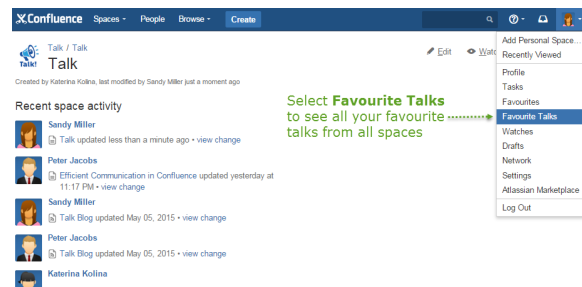 Confluence Spaces People Browse Create
Talk!
Talk / Talk
Talk
Edit Watc
Created by Katerina Kolina, last modified by Sandy Miller just a moment ago
Recent space activity
Sandy Miller
Talk updated less than a minute ago • view change
Peter Jacobs
Efficient Communication in Confluence updated yesterday at
11:17 PM • view change
Sandy Miller
Talk Blog updated May 05, 2015 • view change
Peter Jacobs
Talk Blog updated May 05, 2015 • view change
Katerina Kolina
Select Favourite Talks
to see all your favourite
talks from all spaces
Add Personal Space...
Recently Viewed
Profile
Tasks
Favourites
Favourite Talks
Watches
Drafts
Network
Settings
Atlassian Marketplace
Log Out